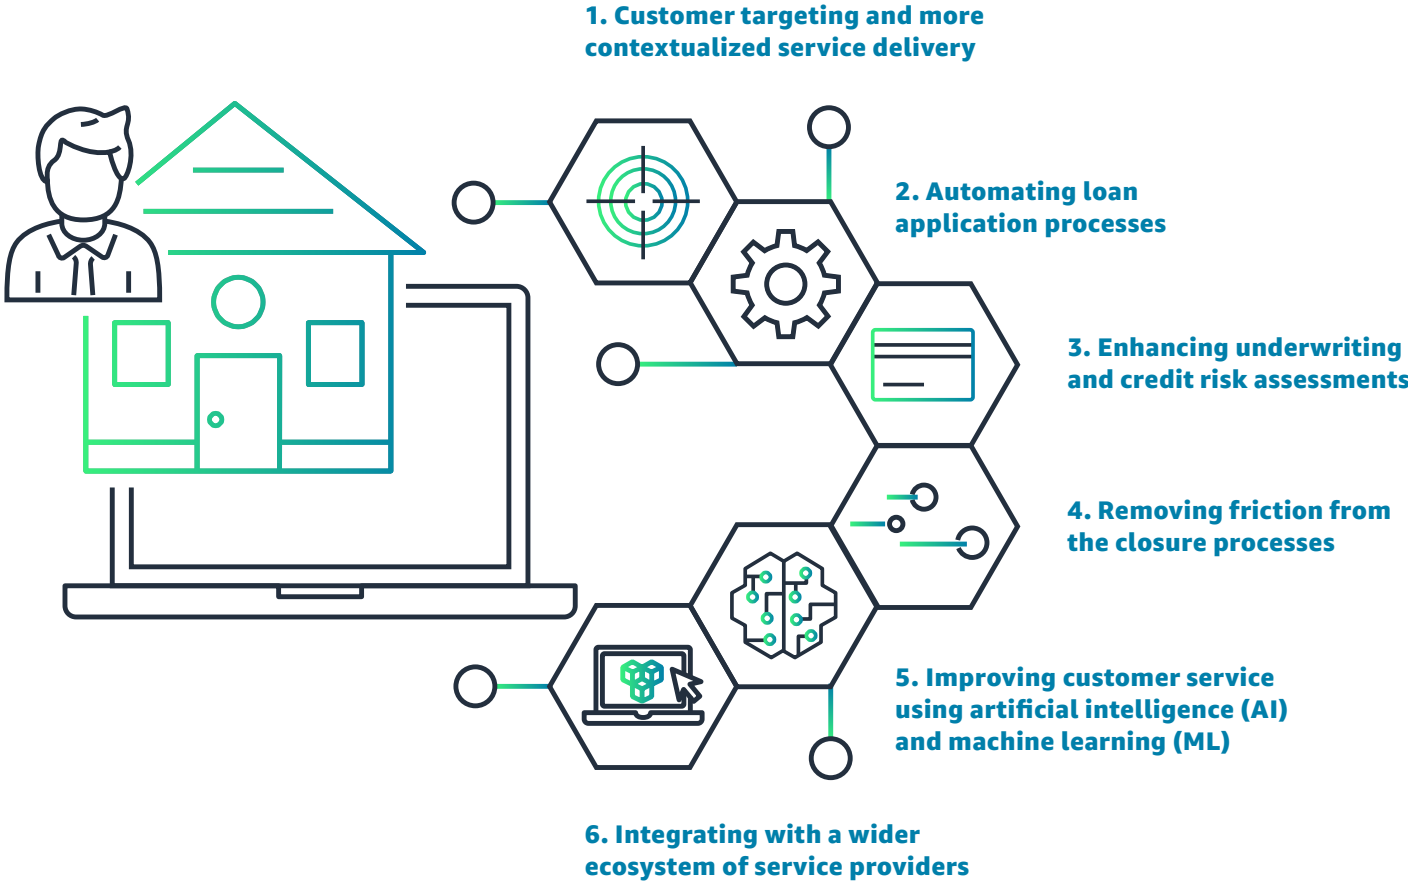 1. Customer targeting and more
contextualized service delivery
2. Automating loan
application processes
3. Enhancing underwriting
and credit risk assessments
4. Removing friction from
the closure processes
5. Improving customer service
using artificial intelligence (AI)
and machine learning (ML)
6. Integrating with a wider
ecosystem of service providers